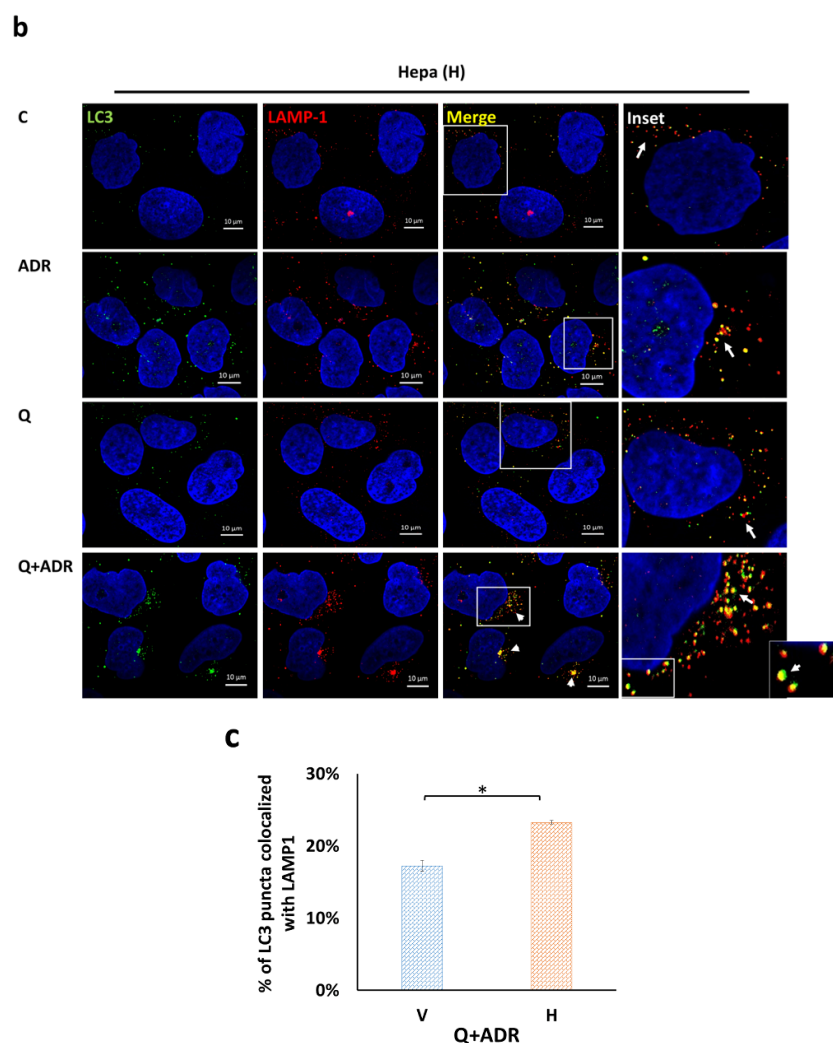 b
Hepa (H)
C
LC3
LAMP-1
Merge
Inset
10 µm
10 µm
10 µm
ADR
10 µm
10 µm
10 µm
Q
10 µm
10 µm
10 µm
Q+ADR
10 µm
10 µm
10 µm
c
% of LC3 puncta colocalized
with LAMP1
30%
20%
10%
0%
*
V
H
Q+ADR